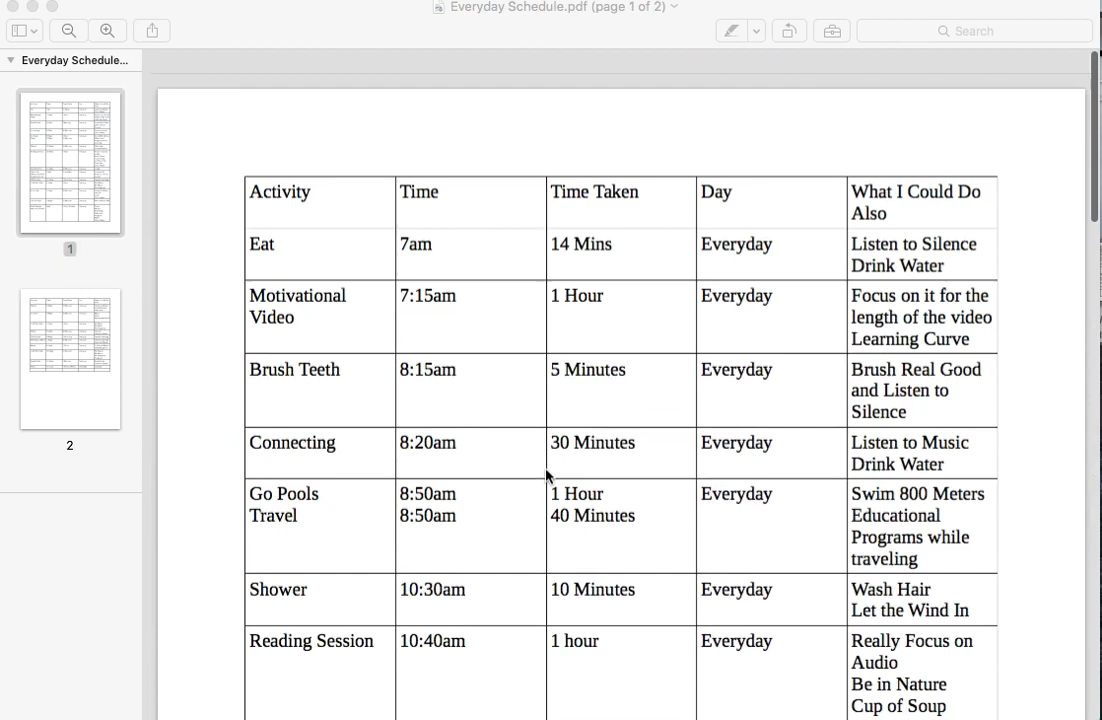 Everyday Schedule.pdf (page 1 of 2)
Search
Everyday Schedule...
1
2
Activity Time Time Taken Day What I Could Do
Also
Eat 7am 14 Mins Everyday Listen to Silence
Drink Water
Motivational 7:15am 1 Hour Everyday Focus on it for the
Video length of the video
Learning Curve
Brush Teeth 8:15am 5 Minutes Everyday Brush Real Good
and Listen to
Silence
Connecting 8:20am 30 Minutes Everyday Listen to Music
Drink Water
Go Pools 8:50am 1 Hour Everyday Swim 800 Meters
Travel 8:50am 40 Minutes Educational
Programs while
traveling
Shower 10:30am 10 Minutes Everyday Wash Hair
Let the Wind In
Reading Session 10:40am 1 hour Everyday Really Focus on
Audio
Be in Nature
Cup of Soup